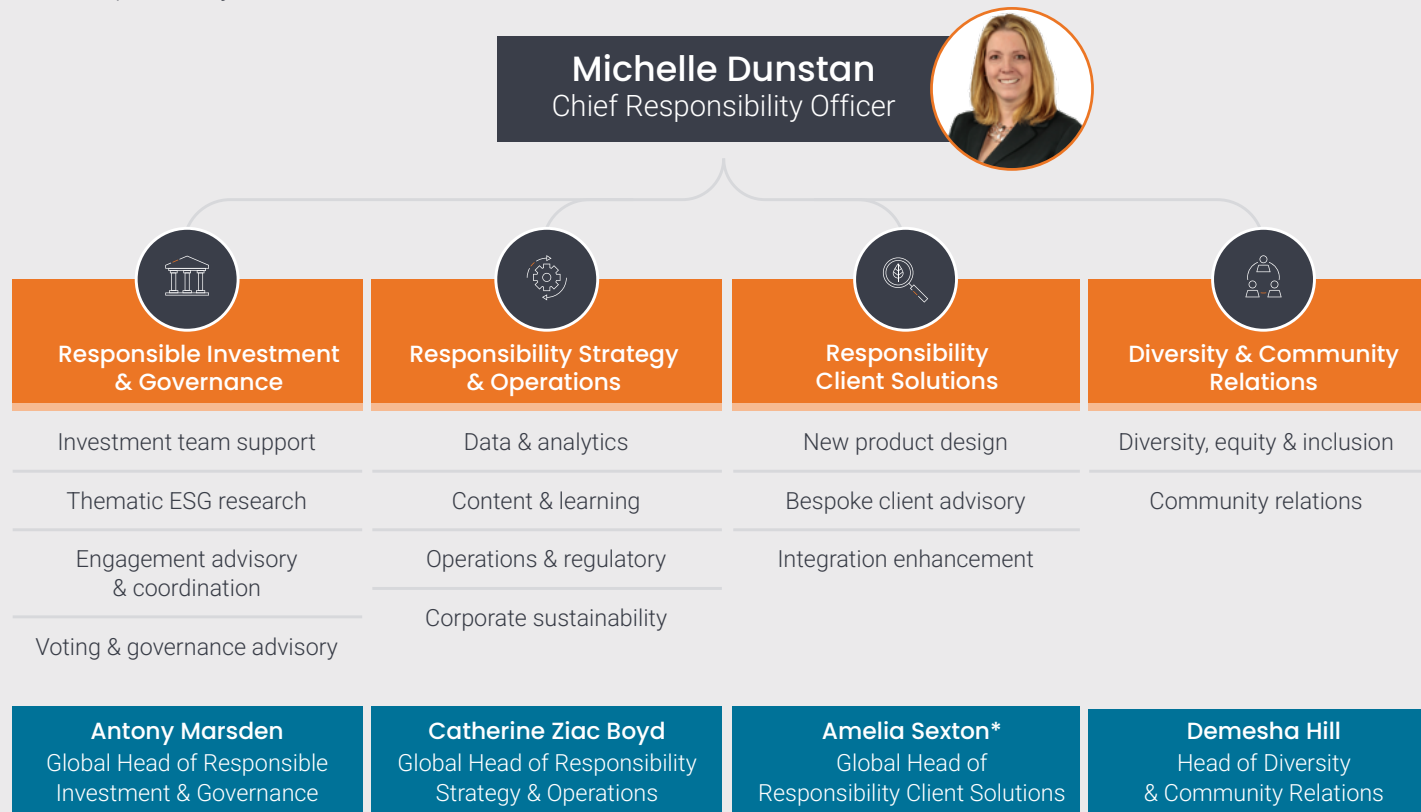 Michelle Dunstan
Chief Responsibility Officer
Responsible Investment
& Governance
Investment team support
Thematic ESG research
Engagement advisory
& coordination
Voting & governance advisory
Antony Marsden
Global Head of Responsible
Investment & Governance
Responsibility Strategy
& Operations
Data & analytics
Content & learning
Operations & regulatory
Corporate sustainability
Catherine Ziac Boyd
Global Head of Responsibility
Strategy & Operations
Responsibility
Client Solutions
New product design
Bespoke client advisory
Integration enhancement
Amelia Sexton*
Global Head of
Responsibility Client Solutions
Diversity & Community
Relations
Diversity, equity & inclusion
Community relations
Demesha Hill
Head of Diversity
& Community Relations